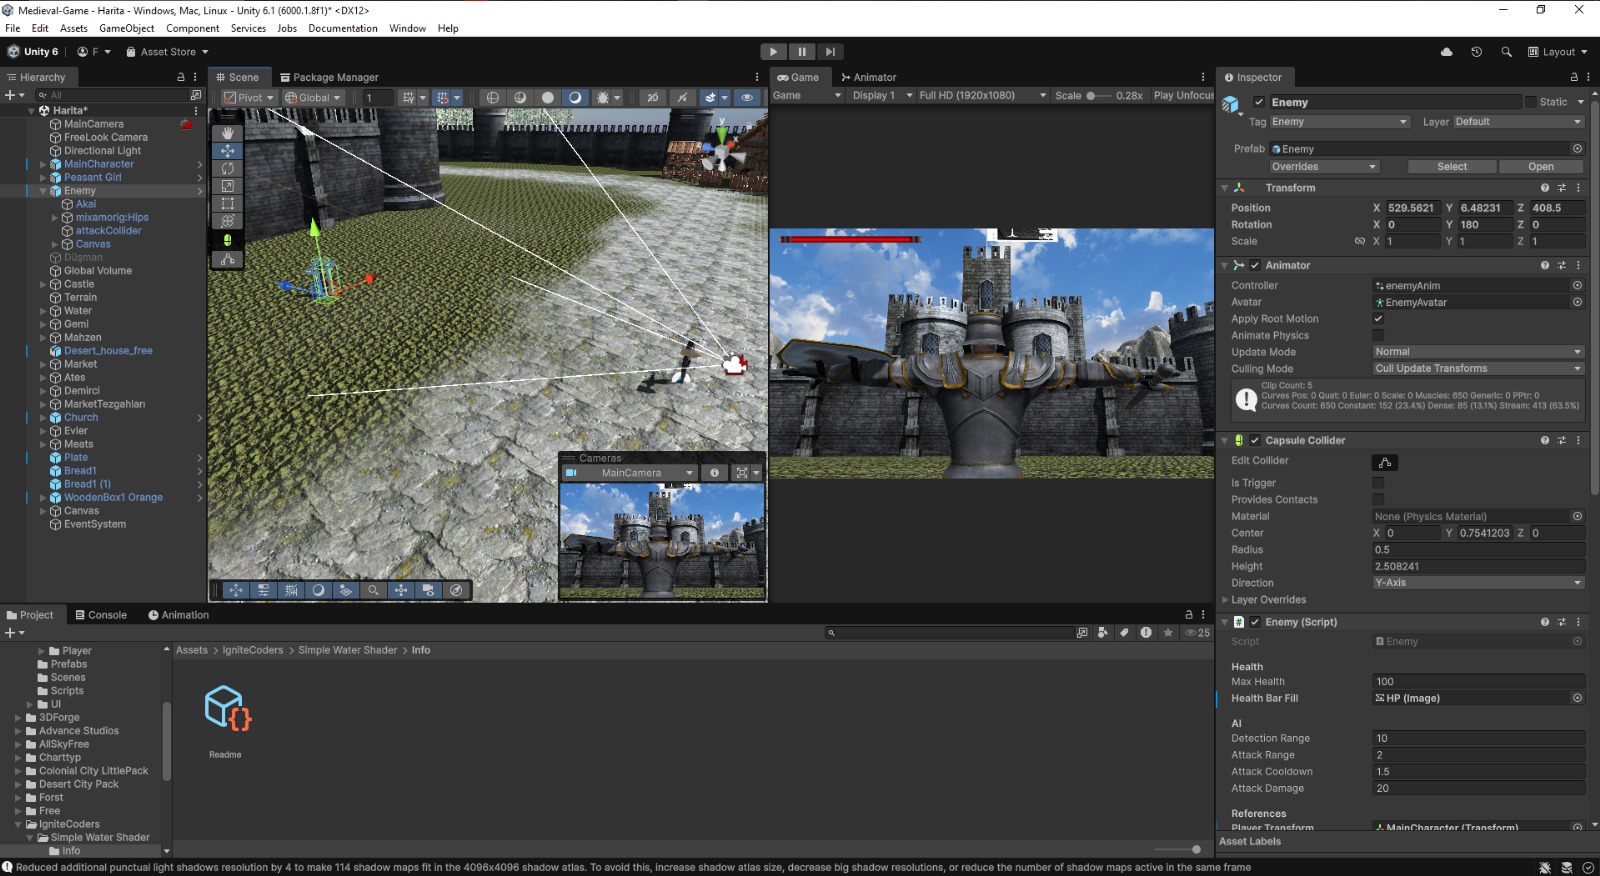 Medieval-Game - Harita - Windows, Mac, Linux - Unity 6.1 (6000.1.8f1)* <DX12>
File Edit Assets GameObject Component Services Jobs Documentation Window Help
Unity 6 F Asset Store Layout
Hierarchy
All
Harita*
MainCamera
FreeLook Camera
Directional Light
MainCharacter
Peasant Girl
Enemy
Akai
mixamorig:Hips
attackCollider
Canvas
Düşman
Global Volume
Castle
Terrain
Water
Gemi
Mahzen
Desert_house_free
Market
Ates
Demirci
MarketTezgahları
Church
Evler
Meats
Plate
Bread1
Bread1 (1)
WoodenBox1 Orange
Canvas
EventSystem
Scene Package Manager
Pivot Global 1 2D
y
Cameras
MainCamera
Game Animator
Game Display 1 Full HD (1920x1080) Scale 0.28x Play Unfocus
Inspector
Enemy Static
Tag Enemy Layer Default
Prefab Enemy
Overrides Select Open
Transform
Position X 529.5621 Y 6.48231 Z 408.5
Rotation X 0 Y 180 Z 0
Scale X 1 Y 1 Z 1
Animator
Controller enemyAnim
Avatar EnemyAvatar
Apply Root Motion
Animate Physics
Update Mode Normal
Culling Mode Cull Update Transforms
Clip Count: 5
Curves Pos: 0 Quat: 0 Euler: 0 Scale: 0 Muscles: 650 Generic: 0 PPtr: 0
Curves Count: 650 Constant: 152 (23.4%) Dense: 85 (13.1%) Stream: 413 (63.5%)
Capsule Collider
Edit Collider
Is Trigger
Provides Contacts
Material None (Physics Material)
Center X 0 Y 0.7541203 Z 0
Radius 0.5
Height 2.508241
Direction Y-Axis
Layer Overrides
Enemy (Script)
Script Enemy
Health
Max Health 100
Health Bar Fill HP (Image)
AI
Detection Range 10
Attack Range 2
Attack Cooldown 1.5
Attack Damage 20
References
Player Transform MainCharacter (Transform)
Asset Labels
Project Console Animation
25
Player
Prefabs
Scenes
Scripts
UI
3DForge
Advance Studios
AllSkyFree
Charttyp
Colonial City LittlePack
Desert City Pack
Forst
Free
IgniteCoders
Simple Water Shader
Info
Assets > IgniteCoders > Simple Water Shader > Info
Readme
Reduced additional punctual light shadows resolution by 4 to make 114 shadow maps fit in the 4096x4096 shadow atlas. To avoid this, increase shadow atlas size, decrease big shadow resolutions, or reduce the number of shadow maps active in the same frame